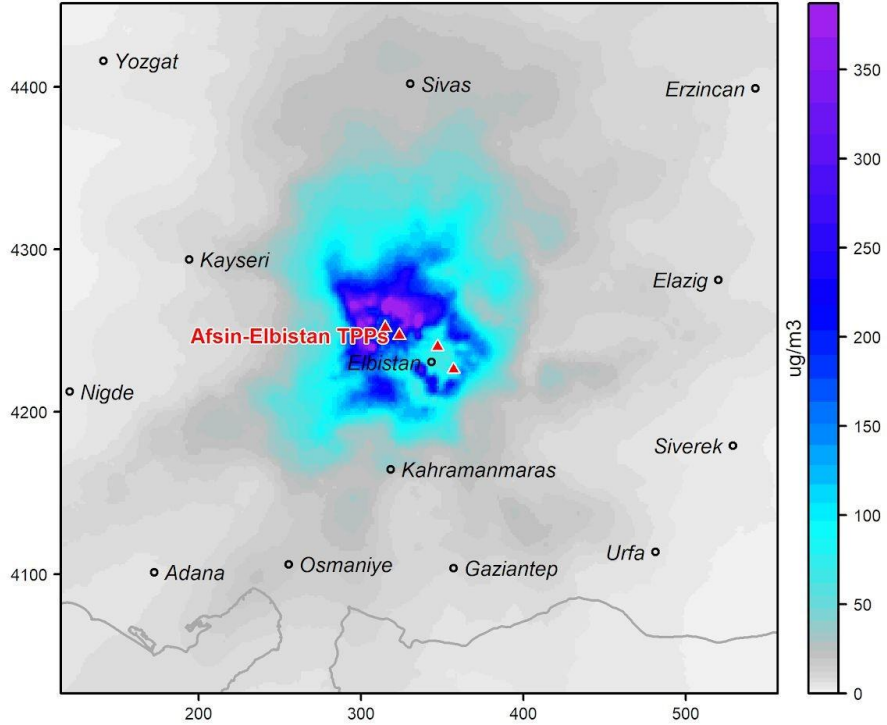 4400
4300
4200
4100
Yozgat
Sivas
Erzincan
Kayseri
Elazig
Afsin-Elbistan TPPs
Elbistan
Nigde
Siverek
Kahramanmaras
Urfa
Adana
Osmaniye
Gaziantep
200
300
400
500
ug/m3
350
300
250
200
150
100
50
0